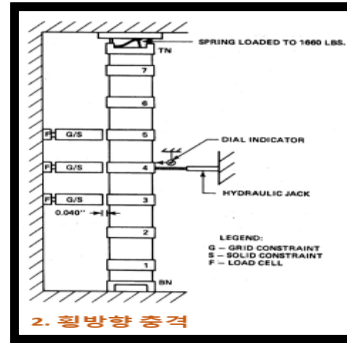 SPRING LOADED TO 1660 LBS.
TN
7
6
F G/S 5
DIAL INDICATOR
F G/S 4
HYDRAULIC JACK
F G/S 3
0.040"
2
LEGEND:
G - GRID CONSTRAINT
S - SOLID CONSTRAINT
F - LOAD CELL
1
BN
2. 횡방향 충격